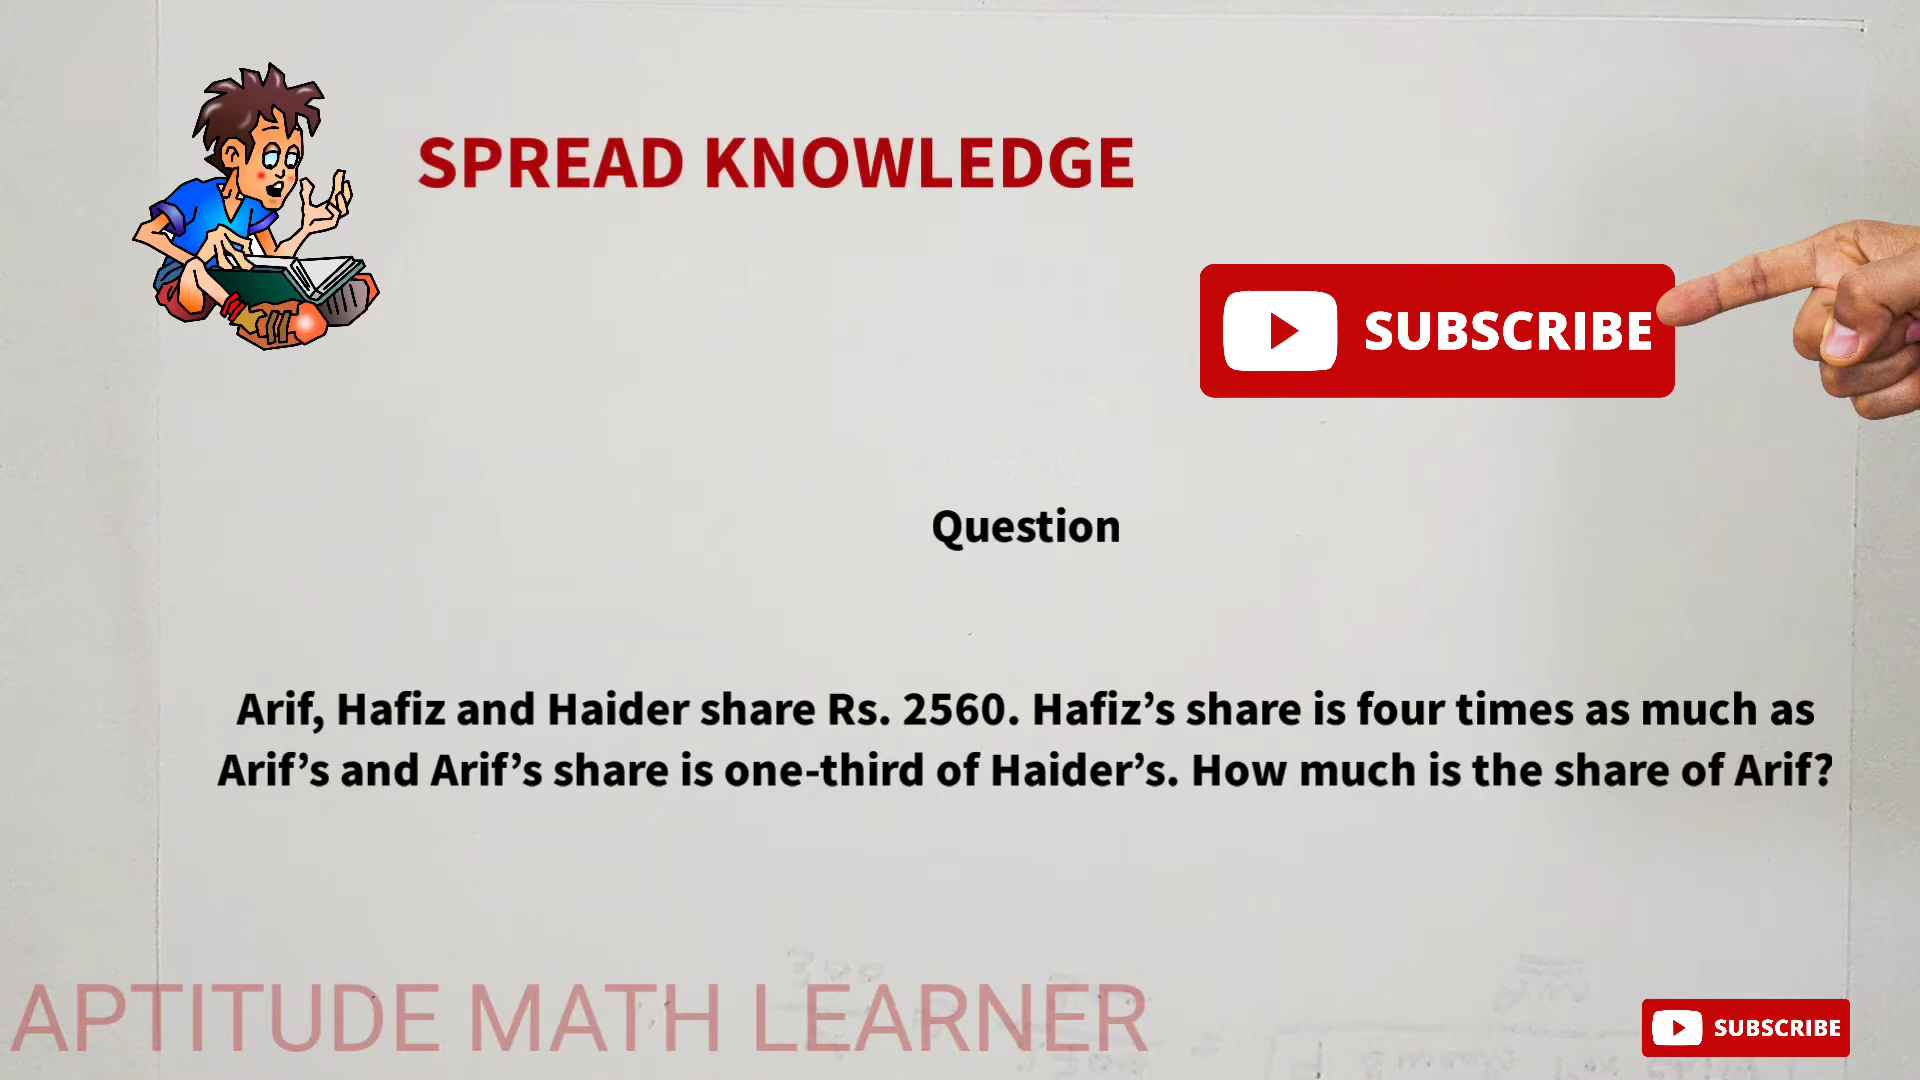 SPREAD KNOWLEDGE
SUBSCRIBE
Question
Arif, Hafiz and Haider share Rs. 2560. Hafiz’s share is four times as much as
Arif’s and Arif’s share is one-third of Haider’s. How much is the share of Arif?
APTITUDE MATH LEARNER
SUBSCRIBE